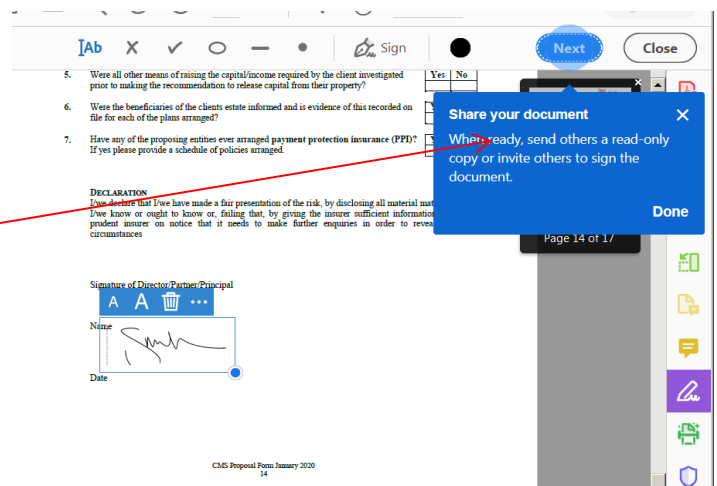 Ab Sign Next Close
5. Were all other means of raising the capital/income required by the client investigated Yes No
prior to making the recommendation to release capital from their property?
6. Were the beneficiaries of the clients estate informed and is evidence of this recorded on
file for each of the plans arranged?
7. Have any of the proposing entities ever arranged payment protection insurance (PPI)?
If yes please provide a schedule of policies arranged.
Share your document
When ready, send others a read-only
copy or invite others to sign the
document.
Done
Page 14 of 17
DECLARATION
I/we declare that I/we have made a fair presentation of the risk, by disclosing all material
I/we know or ought to know or, failing that, by giving the insurer sufficient
prudent insurer on notice that it needs to make further enquiries in order to
circumstances
Signature of Director/Partner/Principal
A A
Name
Date
CMS Proposal Form January 2020
14